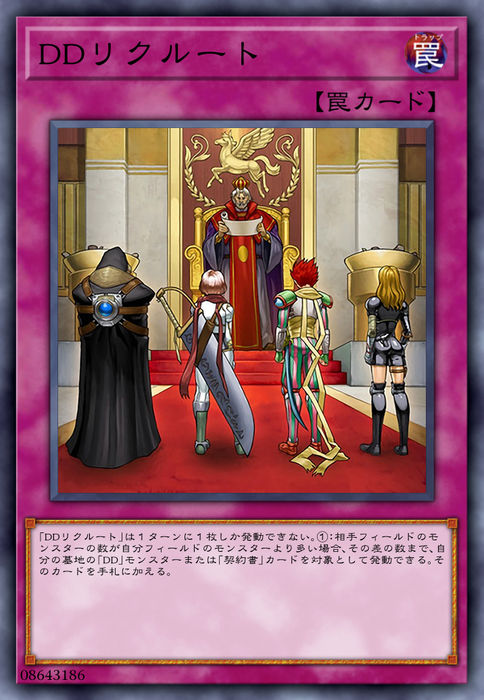 DDリクルート
トラップ
罠
【罠カード】
「DDリクルート」は1ターンに1枚しか発動できない。①:相手フィールドのモ
ンスターの数が自分フィールドのモンスターより多い場合、その差の数まで、自
分の墓地の「DD」モンスターまたは「契約書」カードを対象として発動できる。そ
のカードを手札に加える。
08643186